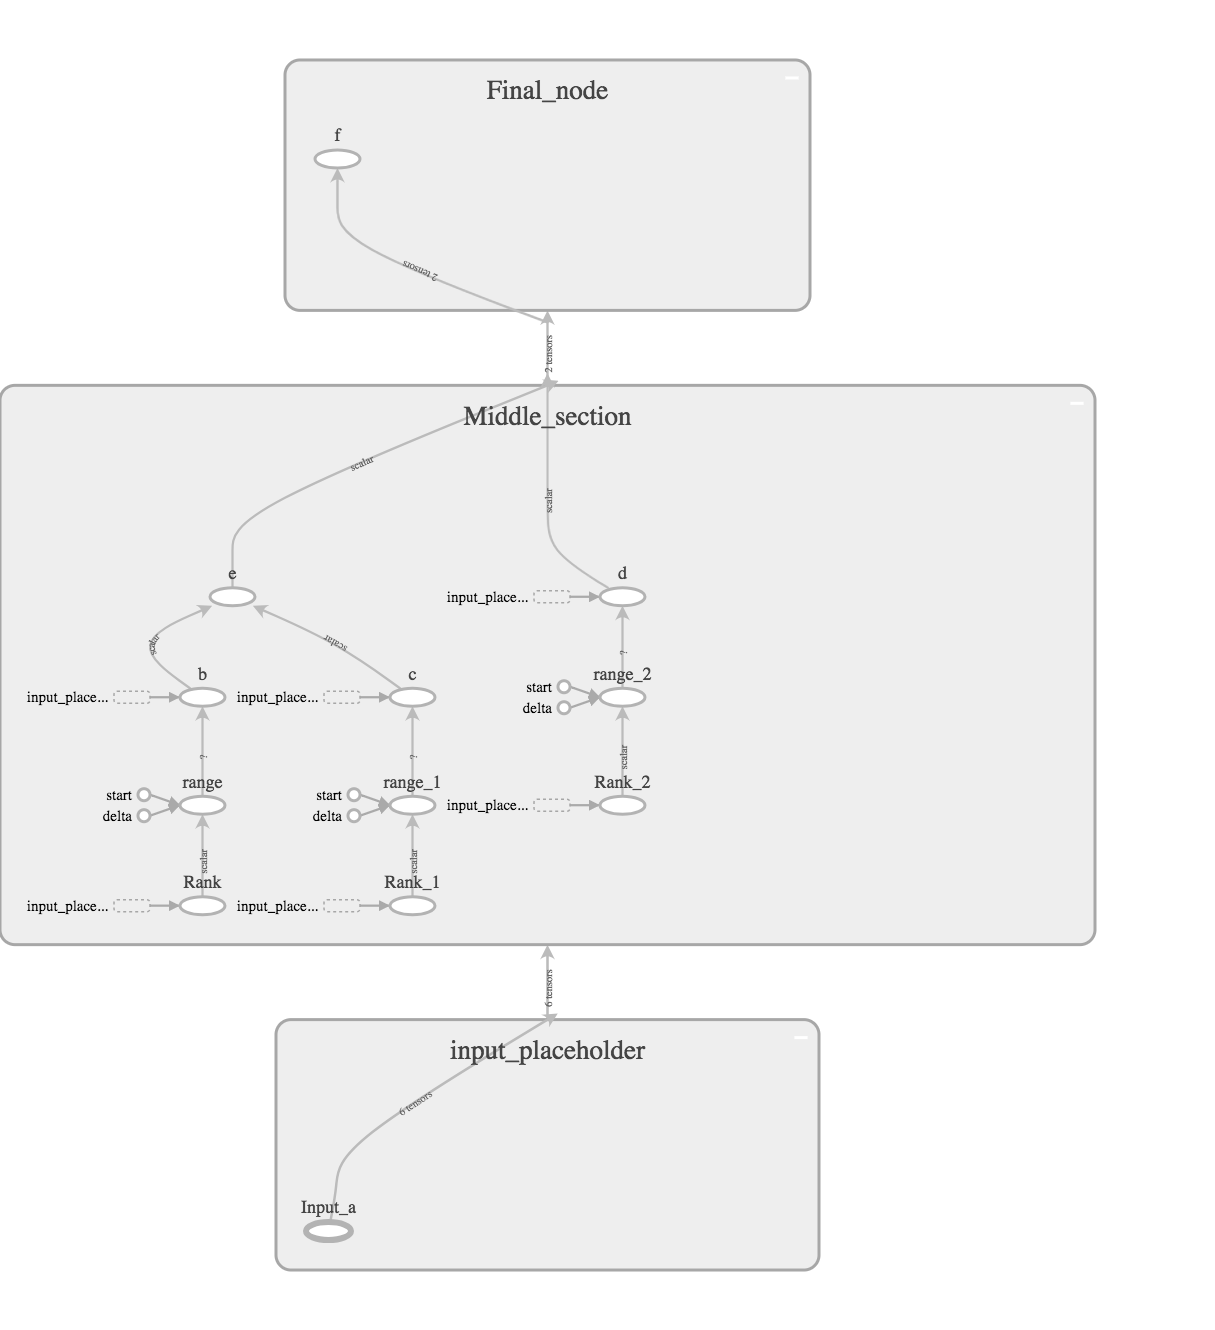 Final_node
f
2 tensors
2 tensors
Middle_section
scalar
scalar
e
d
input_place...
scalar
scalar
?
b
c
range_2
input_place...
input_place...
start
delta
?
?
scalar
range
range_1
Rank_2
start
delta
start
delta
input_place...
scalar
scalar
Rank
Rank_1
input_place...
input_place...
6 tensors
input_placeholder
6 tensors
Input_a